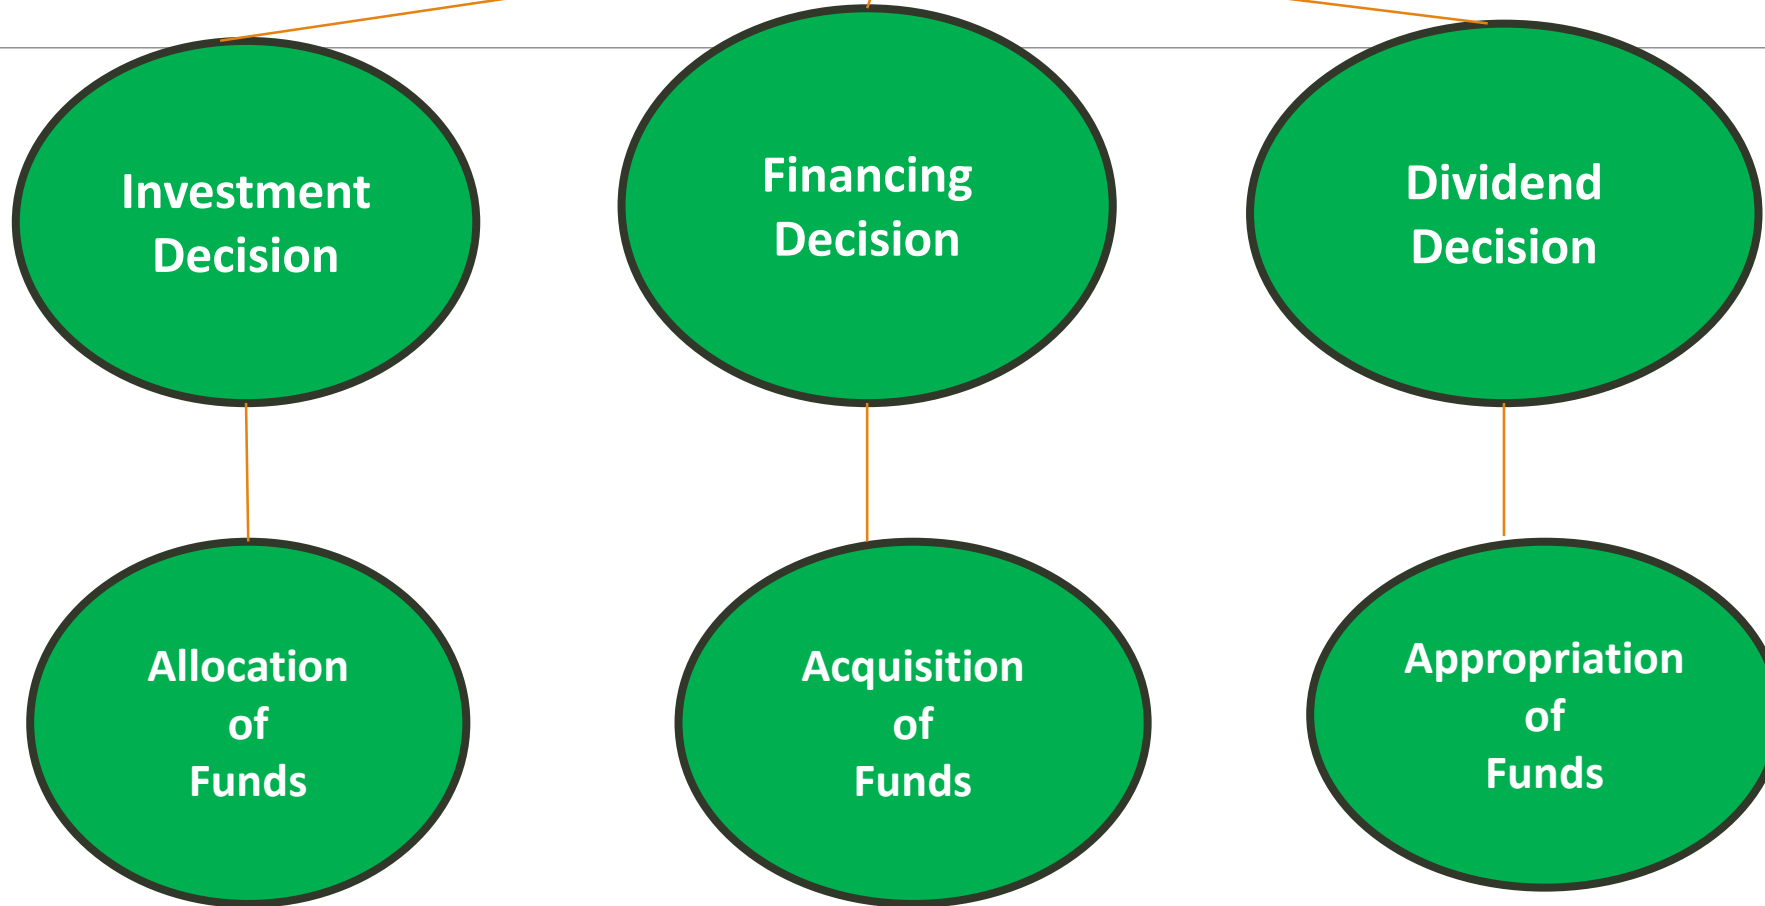 Investment
Decision
Financing
Decision
Dividend
Decision
Allocation
of
Funds
Acquisition
of
Funds
Appropriation
of
Funds